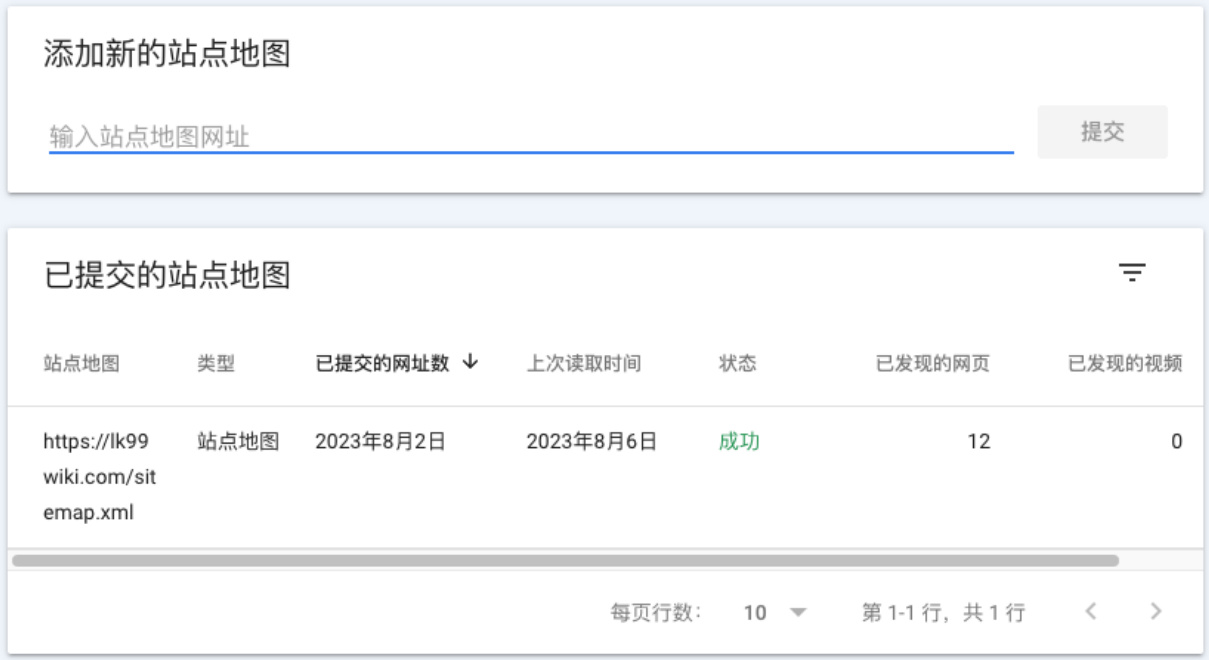 添加新的站点地图
输入站点地图网址
提交
已提交的站点地图
站点地图 类型 已提交的网址数 ↓ 上次读取时间 状态 已发现的网页 已发现的视频
https://lk99 站点地图 2023年8月2日 2023年8月6日 成功 12 0
wiki.com/sit
emap.xml
每页行数: 10 第 1-1 行，共 1 行